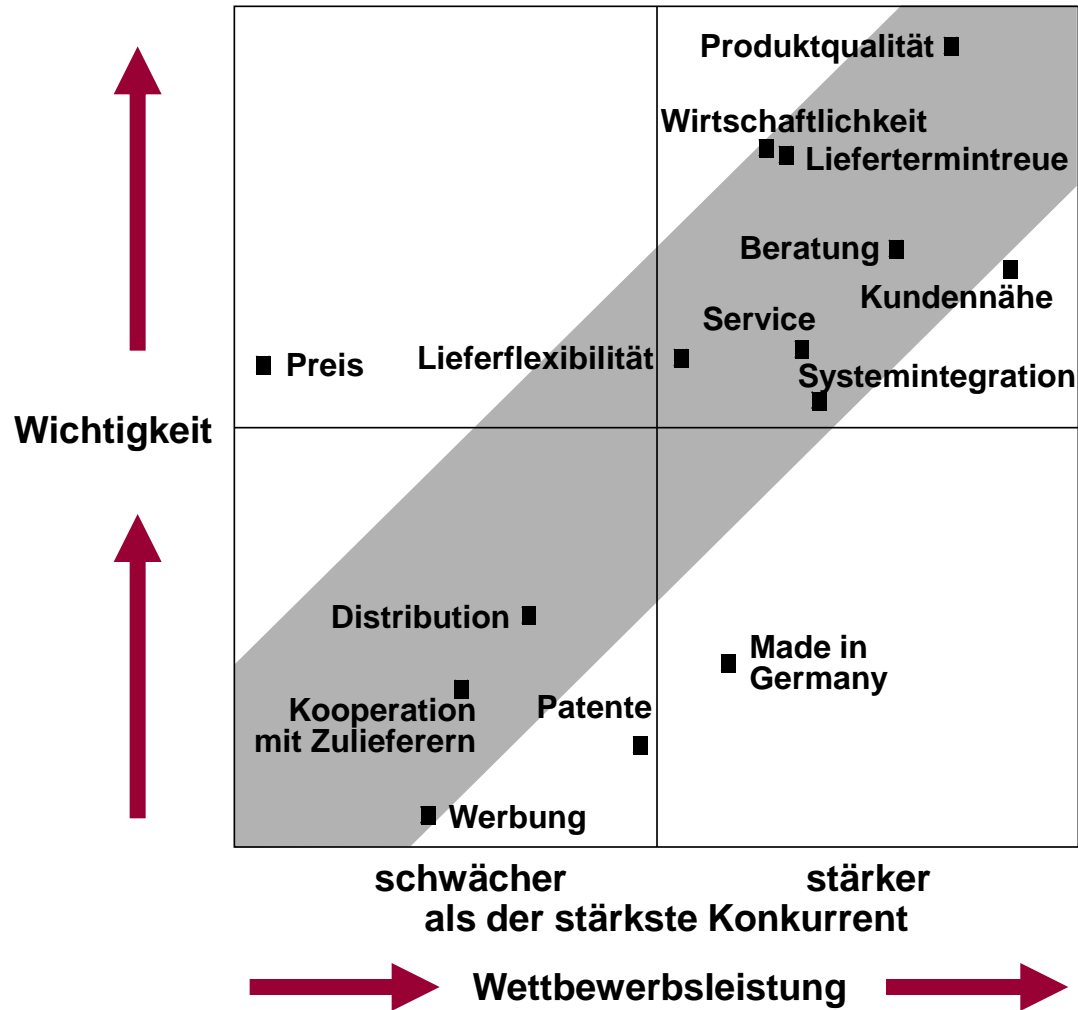 Produktqualität
Wirtschaftlichkeit
Liefertermintreue
Beratung
Kundennähe
Service
Lieferflexibilität
Preis
Systemintegration
Wichtigkeit
Distribution
Made in
Germany
Kooperation
mit Zulieferern
Patente
Werbung
schwächer
stärker
als der stärkste Konkurrent
Wettbewerbsleistung